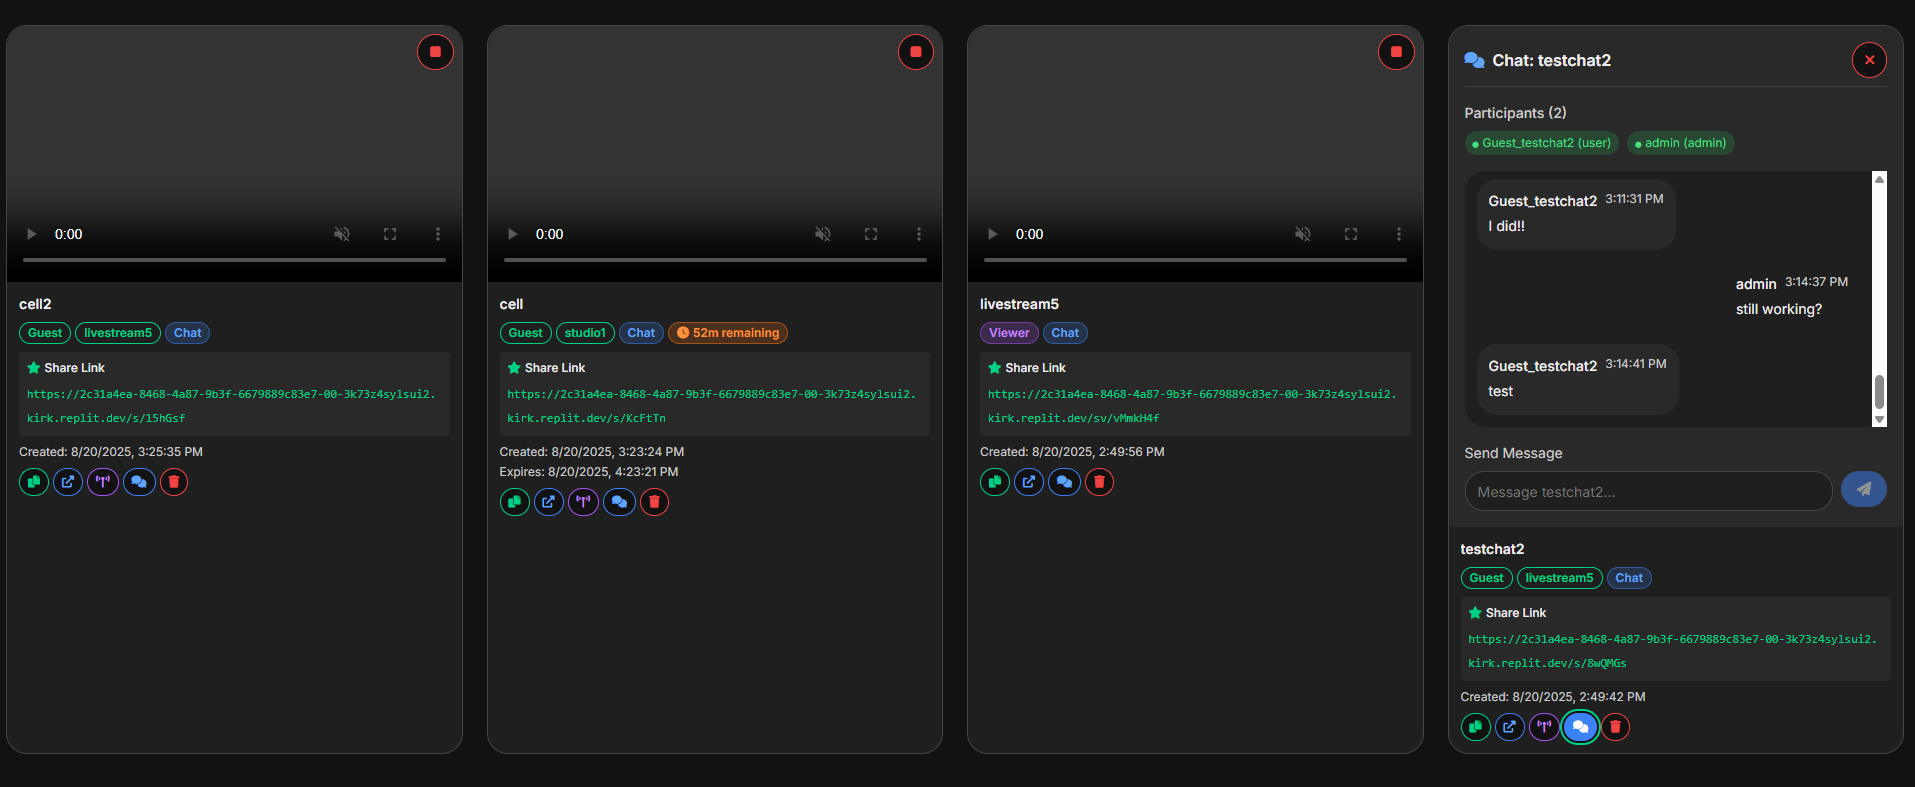 0:00
cell2
Guest livestream5 Chat
Share Link
https://2c31a4ea-8468-4a87-9b3f-6679889c83e7-00-3k73z4sylsui2.
kirk.replit.dev/s/15hGsf
Created: 8/20/2025, 3:25:35 PM
0:00
cell
Guest studio1 Chat 52m remaining
Share Link
https://2c31a4ea-8468-4a87-9b3f-6679889c83e7-00-3k73z4sylsui2.
kirk.replit.dev/s/KcFtTn
Created: 8/20/2025, 3:23:24 PM
Expires: 8/20/2025, 4:23:21 PM
0:00
livestream5
Viewer Chat
Share Link
https://2c31a4ea-8468-4a87-9b3f-6679889c83e7-00-3k73z4sylsui2.
kirk.replit.dev/sv/vMmkH4f
Created: 8/20/2025, 2:49:56 PM
Chat: testchat2
Participants (2)
Guest_testchat2 (user) admin (admin)
Guest_testchat2 3:11:31 PM
I did!!
admin 3:14:37 PM
still working?
Guest_testchat2 3:14:41 PM
test
Send Message
Message testchat2...
testchat2
Guest livestream5 Chat
Share Link
https://2c31a4ea-8468-4a87-9b3f-6679889c83e7-00-3k73z4sylsui2.
kirk.replit.dev/s/8wQMGs
Created: 8/20/2025, 2:49:42 PM